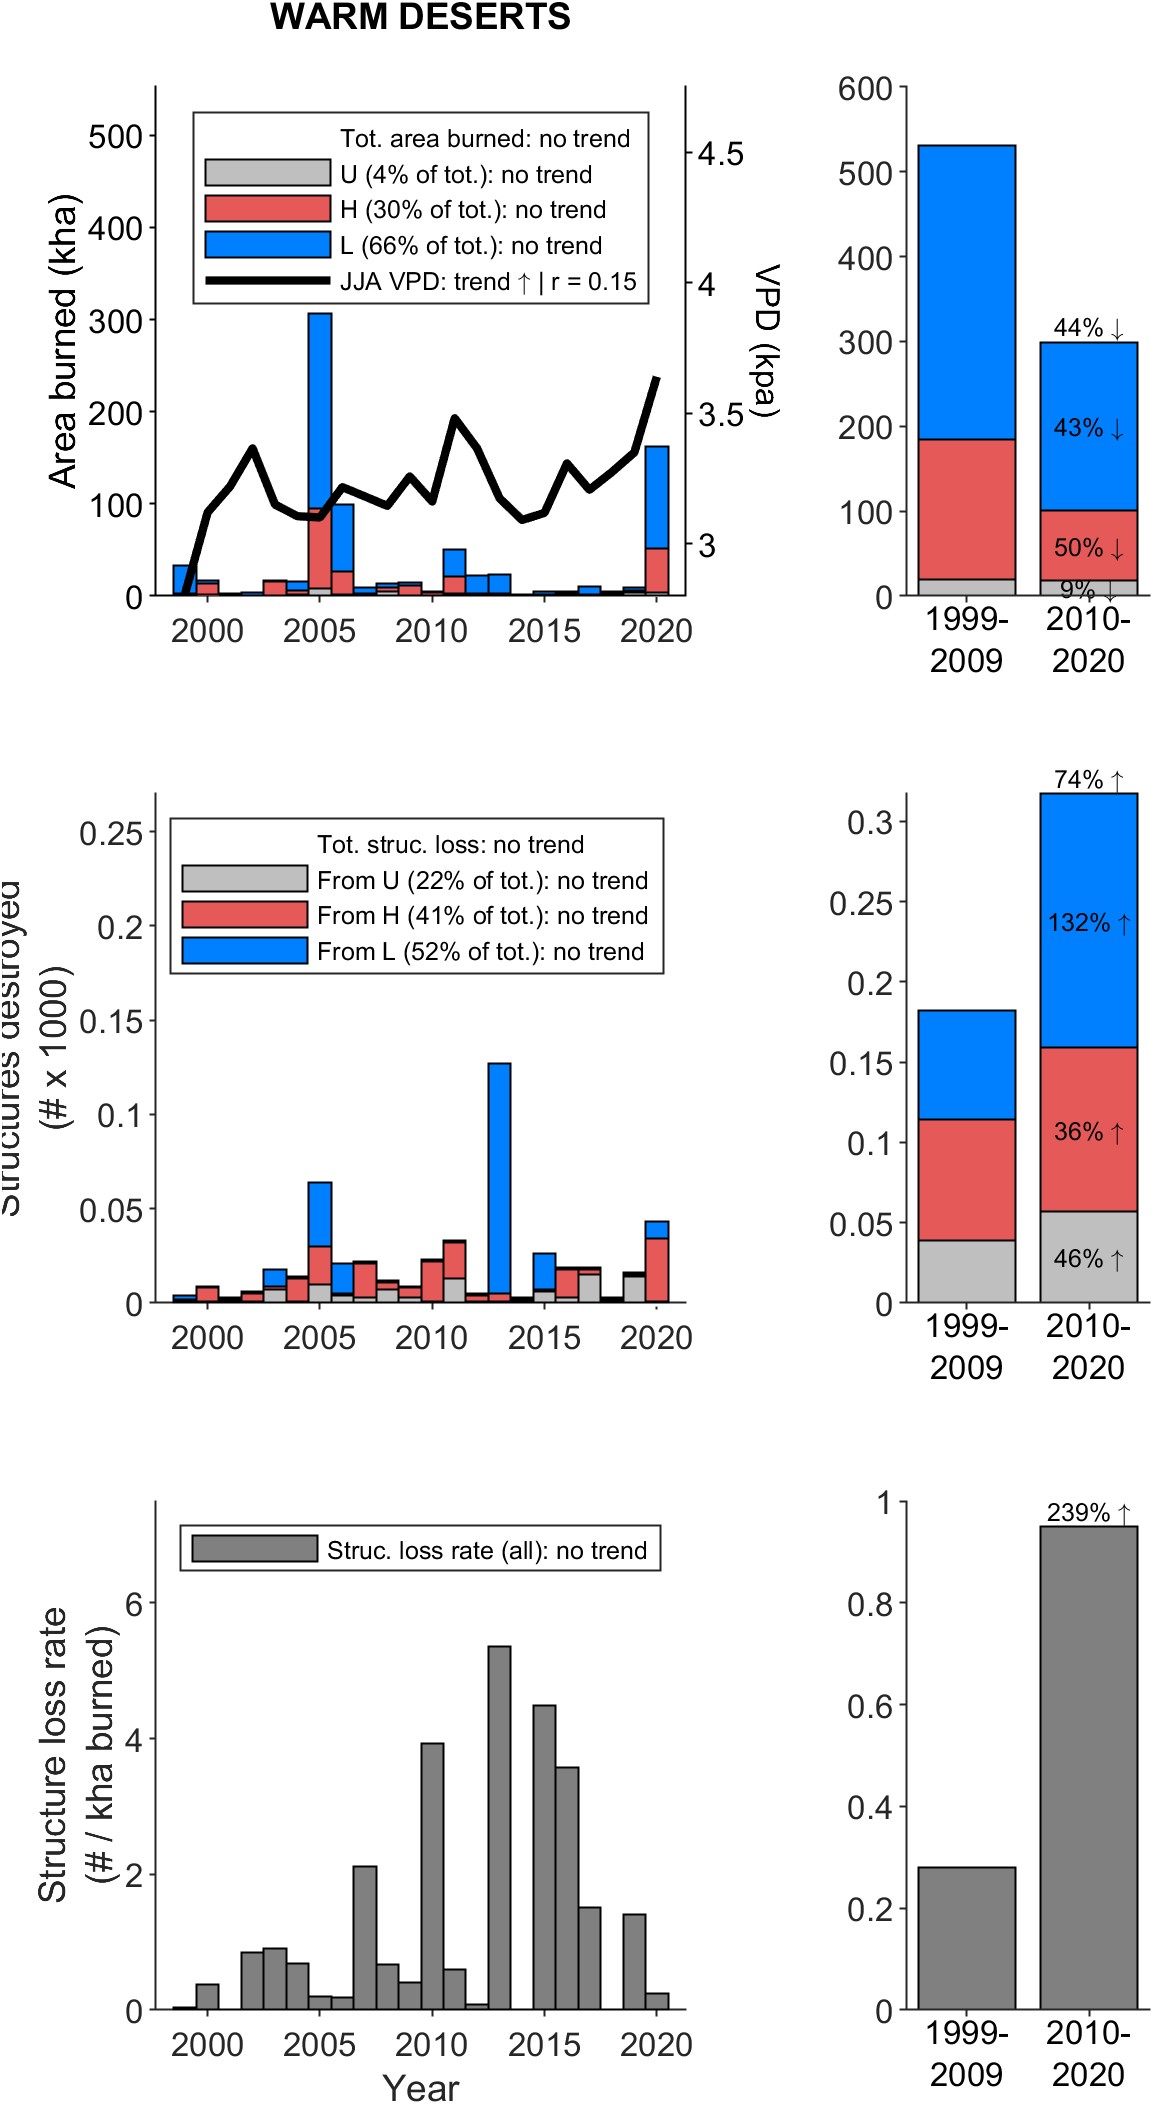 WARM DESERTS
Area burned (kha)
500
400
300
200
100
0
Tot. area burned: no trend
U (4% of tot.): no trend
H (30% of tot.): no trend
L (66% of tot.): no trend
JJA VPD: trend ↑ | r = 0.15
4.5
4
3.5
3
VPD (kpa)
2000 2005 2010 2015 2020
600
500
400
300
200
100
0
44% ↓
43% ↓
50% ↓
9% ↓
1999-
2009
2010-
2020
Structures destroyed
(# x 1000)
0.25
0.2
0.15
0.1
0.05
0
Tot. struc. loss: no trend
From U (22% of tot.): no trend
From H (41% of tot.): no trend
From L (52% of tot.): no trend
2000 2005 2010 2015 2020
0.3
0.25
0.2
0.15
0.1
0.05
0
74% ↑
132% ↑
36% ↑
46% ↑
1999-
2009
2010-
2020
Structure loss rate
(# / kha burned)
6
4
2
0
Struc. loss rate (all): no trend
2000 2005 2010 2015 2020
Year
1
0.8
0.6
0.4
0.2
0
239% ↑
1999-
2009
2010-
2020